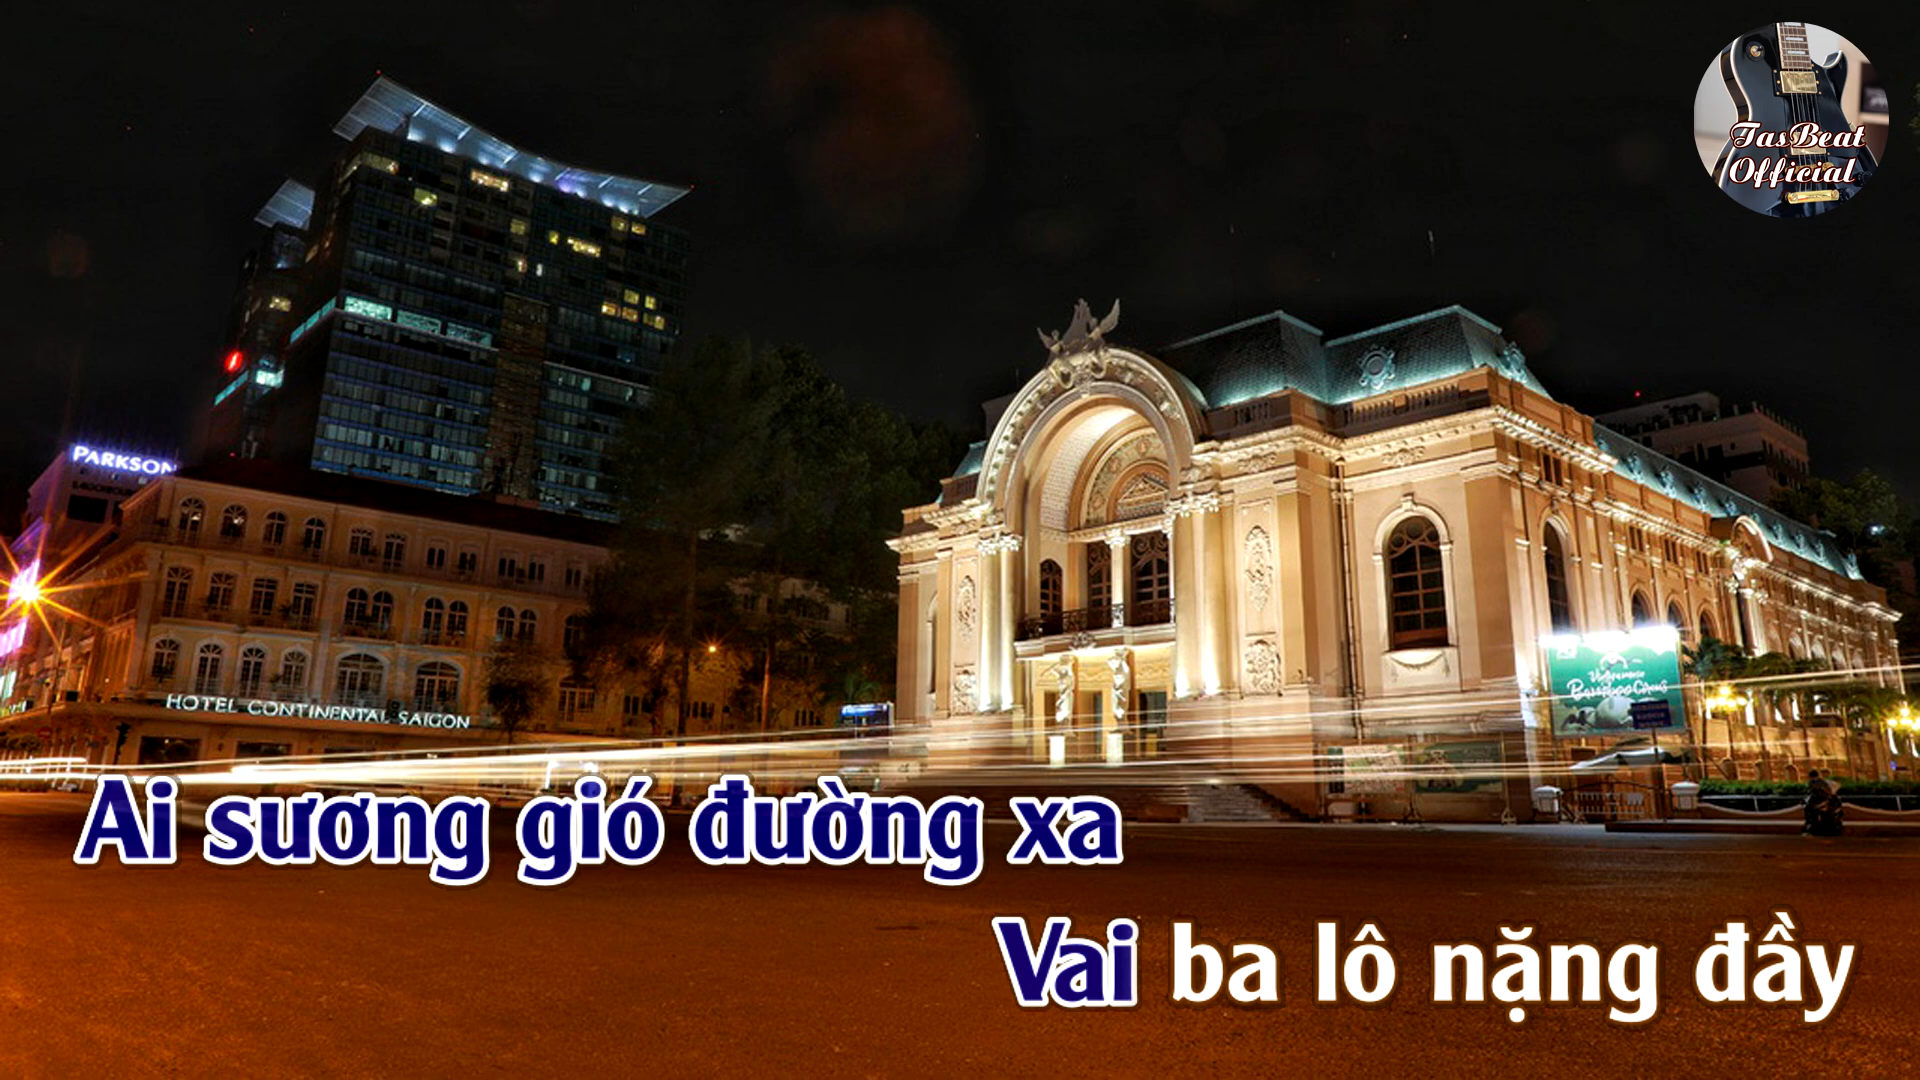 TasBeat
Official
PARKSON
HOTEL CONTINENTAL SAIGON
Ai sương gió đường xa
Vai ba lô nặng đầy